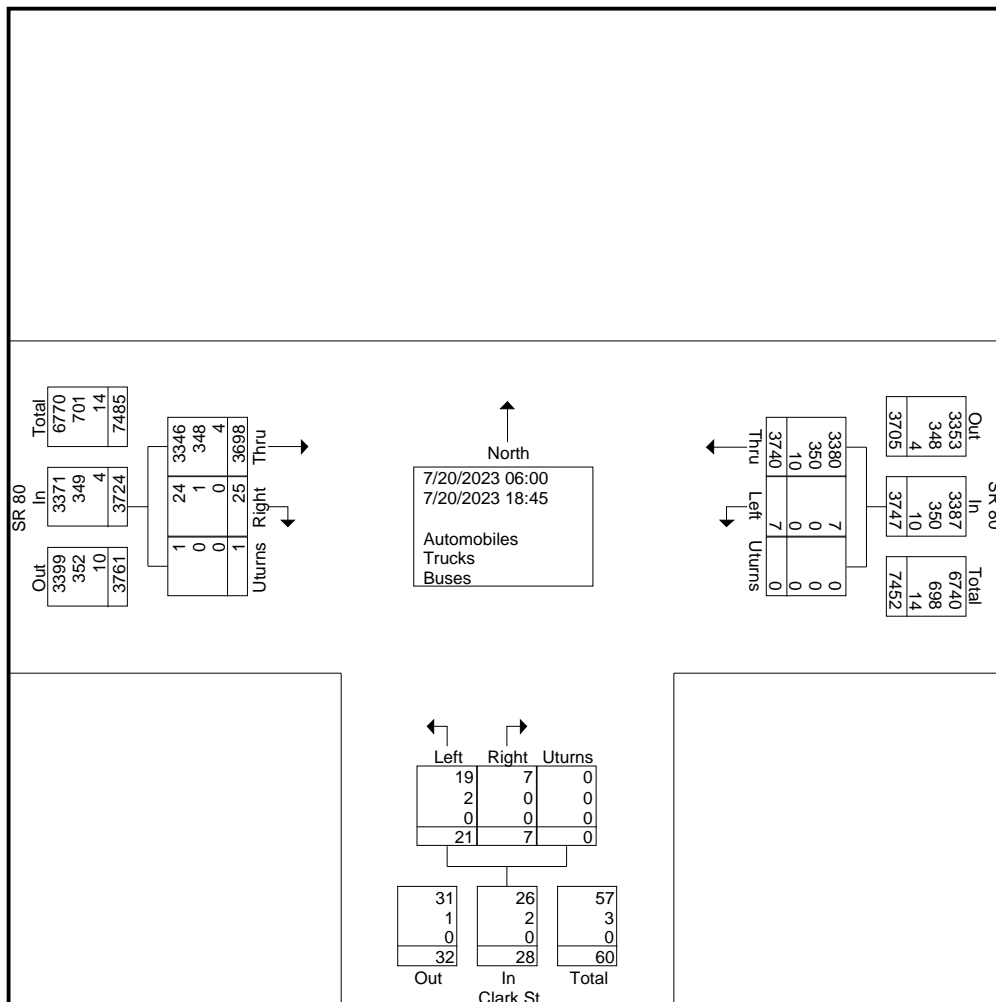 North
7/20/2023 06:00
7/20/2023 18:45
Automobiles
Trucks
Buses
SR 80
Total
6770
701
14
7485
In
3371
349
4
3724
Out
3399
352
10
3761
Thru
3346
348
4
3698
Right
24
1
0
25
Uturns
1
0
0
1
Out
3353
348
4
3705
In
3387
350
10
3747
Total
6740
698
14
7452
SR 80
Thru
3380
350
10
3740
Left
7
0
0
7
Uturns
0
0
0
0
Left Right Uturns
19 7 0
2 0 0
0 0 0
21 7 0
31 26 57
1 2 3
0 0 0
32 28 60
Out In Total
Clark St